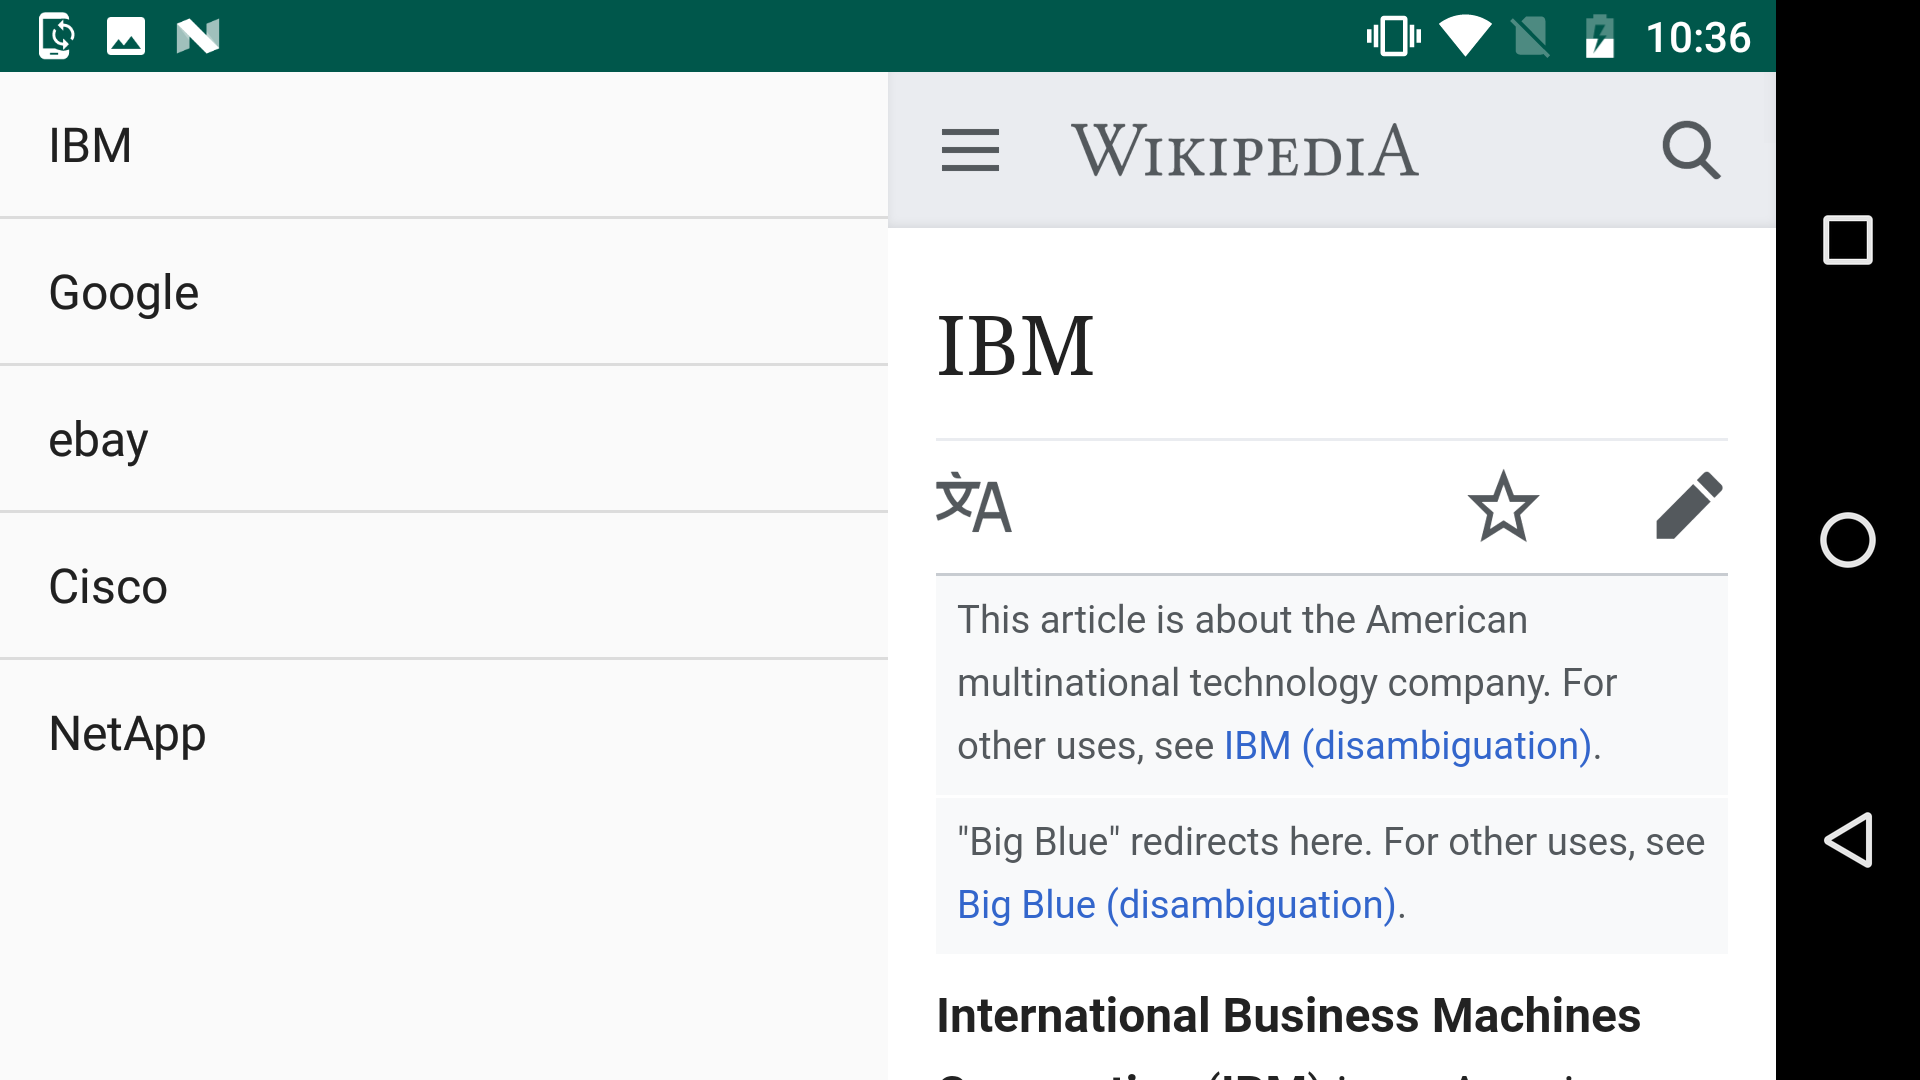 10:36
IBM
Google
ebay
Cisco
NetApp
WIKIPEDIA
IBM
文A
This article is about the American
multinational technology company. For
other uses, see IBM (disambiguation).
"Big Blue" redirects here. For other uses, see
Big Blue (disambiguation).
International Business Machines